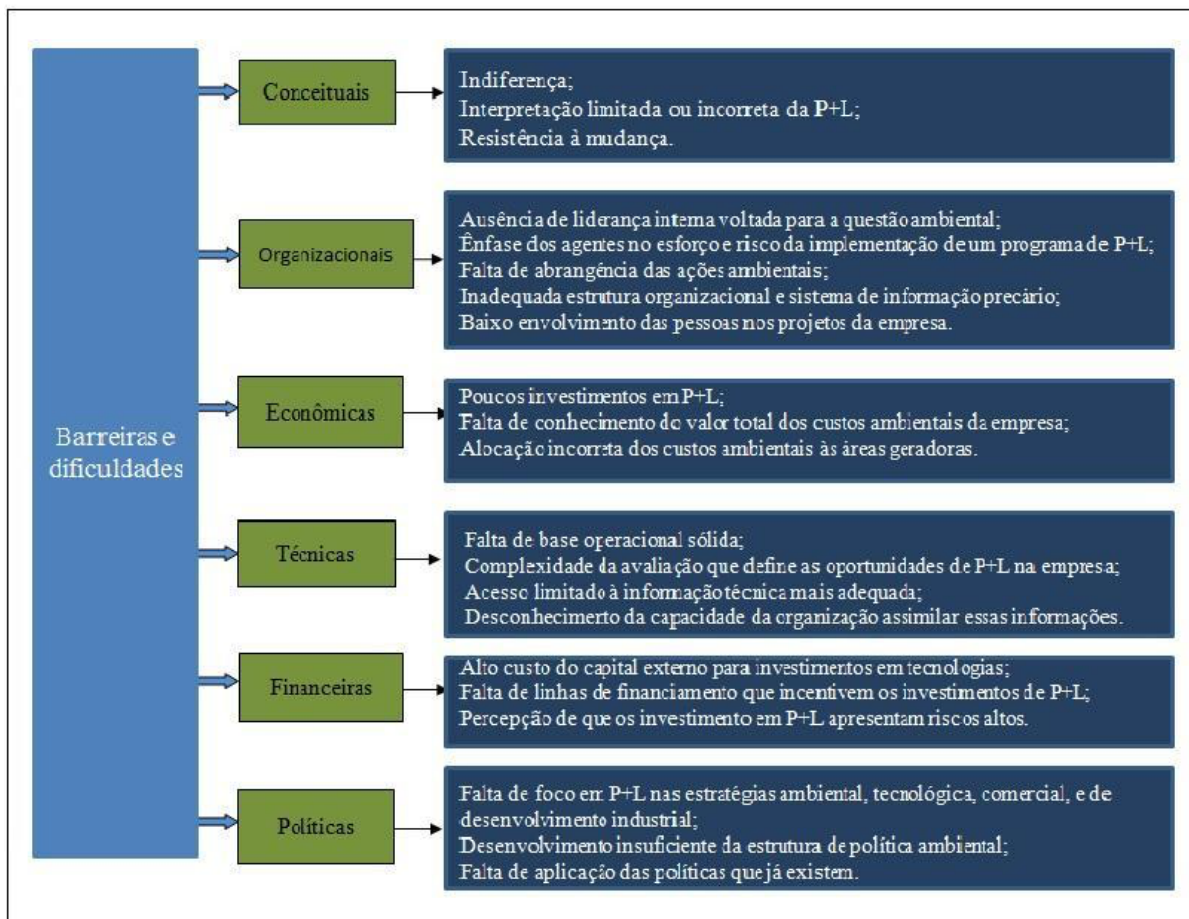 Barreiras e
dificuldades
Conceituais
Indiferença;
Interpretação limitada ou incorreta da P+L;
Resistência à mudança.
Organizacionais
Ausência de liderança interna voltada para a questão ambiental;
Ênfase dos agentes no esforço e risco da implementação de um programa de P+L;
Falta de abrangência das ações ambientais;
Inadequada estrutura organizacional e sistema de informação precário;
Baixo envolvimento das pessoas nos projetos da empresa.
Econômicas
Poucos investimentos em P+L;
Falta de conhecimento do valor total dos custos ambientais da empresa;
Alocação incorreta dos custos ambientais às áreas geradoras.
Técnicas
Falta de base operacional sólida;
Complexidade da avaliação que define as oportunidades de P+L na empresa;
Acesso limitado à informação técnica mais adequada;
Desconhecimento da capacidade da organização assimilar essas informações.
Financeiras
Alto custo do capital externo para investimentos em tecnologias;
Falta de linhas de financiamento que incentivem os investimentos de P+L;
Percepção de que os investimento em P+L apresentam riscos altos.
Políticas
Falta de foco em P+L nas estratégias ambiental, tecnológica, comercial, e de
desenvolvimento industrial;
Desenvolvimento insuficiente da estrutura de política ambiental;
Falta de aplicação das políticas que já existem.